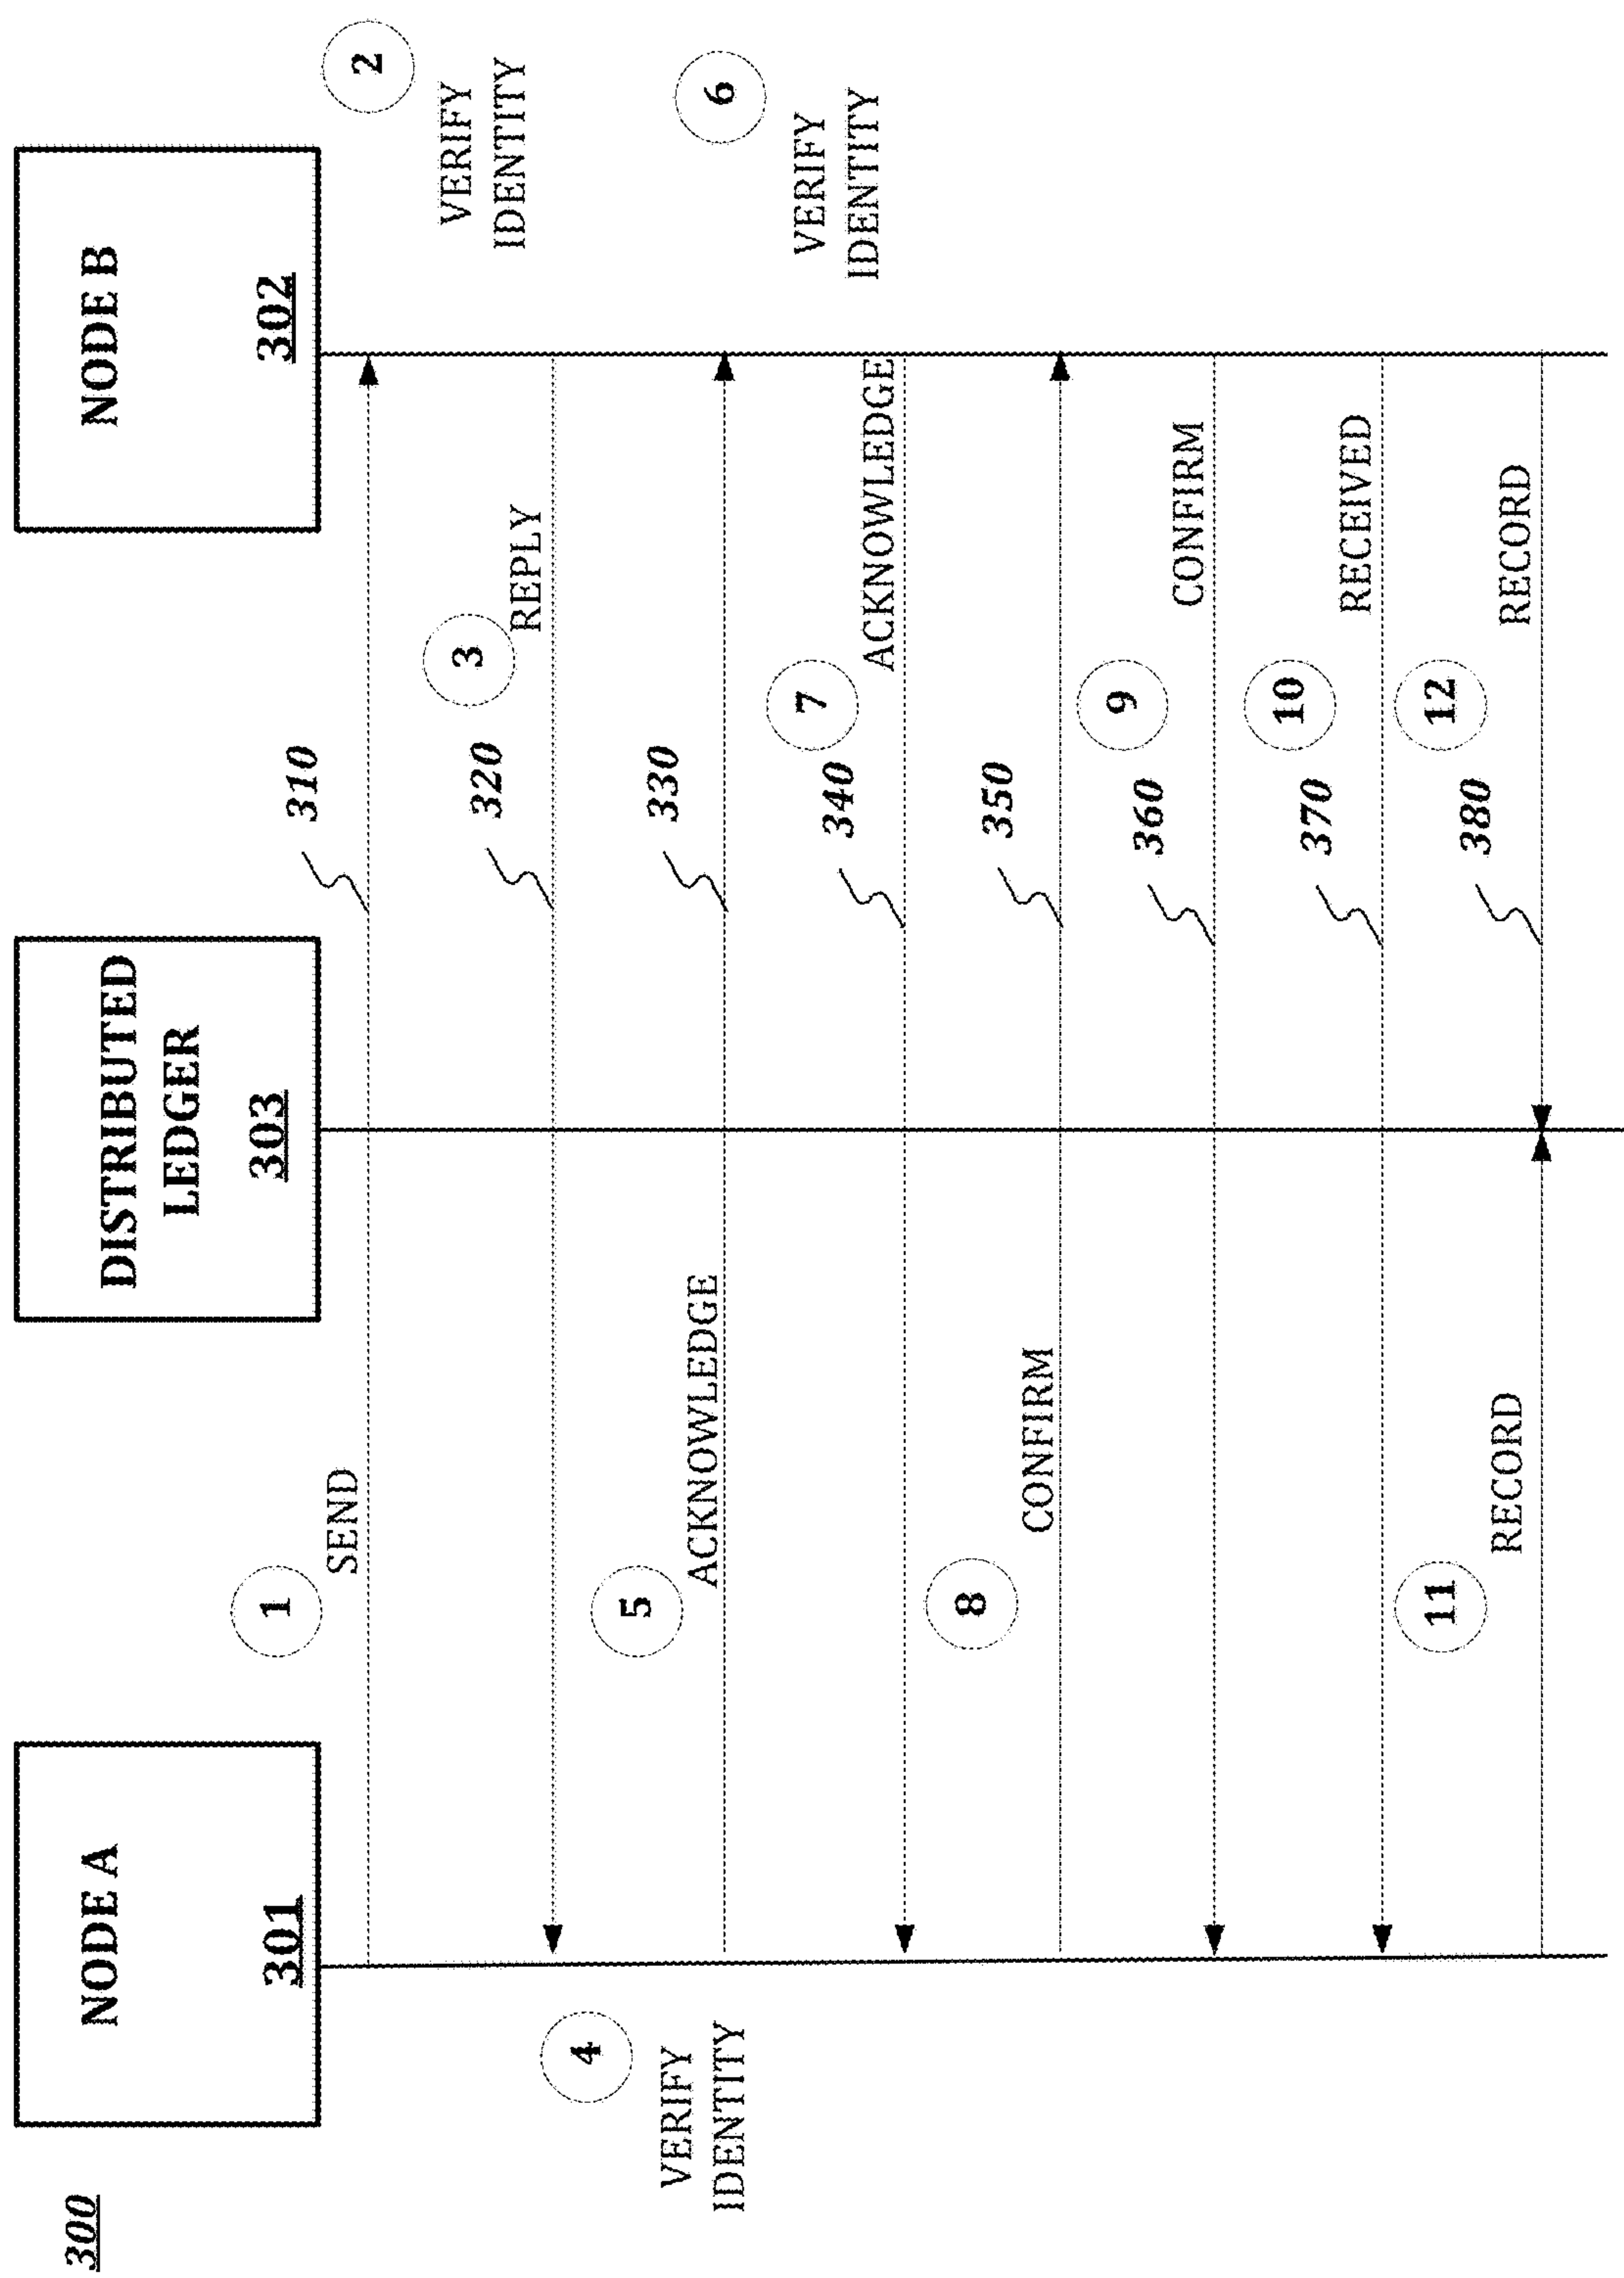 300
NODE A
301
DISTRIBUTED
LEDGER
303
NODE B
302
1
SEND
310
2
VERIFY
IDENTITY
3
REPLY
320
4
VERIFY
IDENTITY
5
ACKNOWLEDGE
330
6
VERIFY
IDENTITY
7
ACKNOWLEDGE
340
8
CONFIRM
350
9
CONFIRM
360
10
RECEIVED
370
11
RECORD
12
RECORD
380